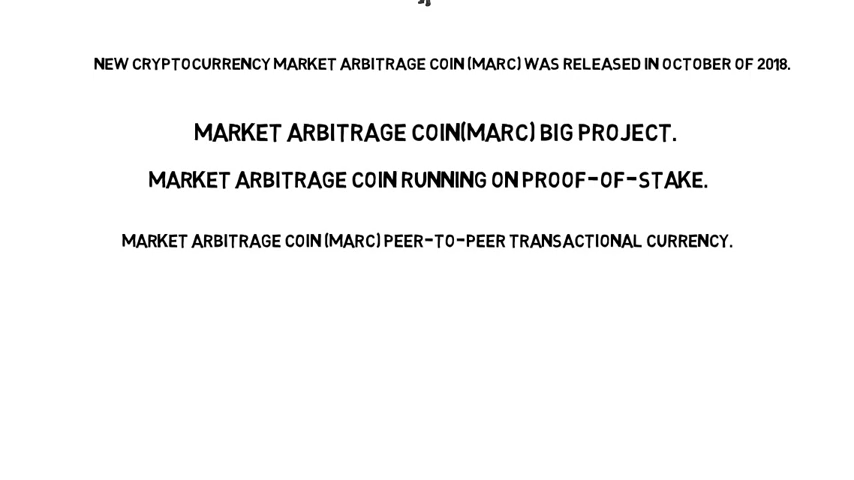 NEW CRYPTOCURRENCY MARKET ARBITRAGE COIN (MARC) WAS RELEASED IN OCTOBER OF 2018.
MARKET ARBITRAGE COIN(MARC) BIG PROJECT.
MARKET ARBITRAGE COIN RUNNING ON PROOF-OF-STAKE.
MARKET ARBITRAGE COIN (MARC) PEER-TO-PEER TRANSACTIONAL CURRENCY.